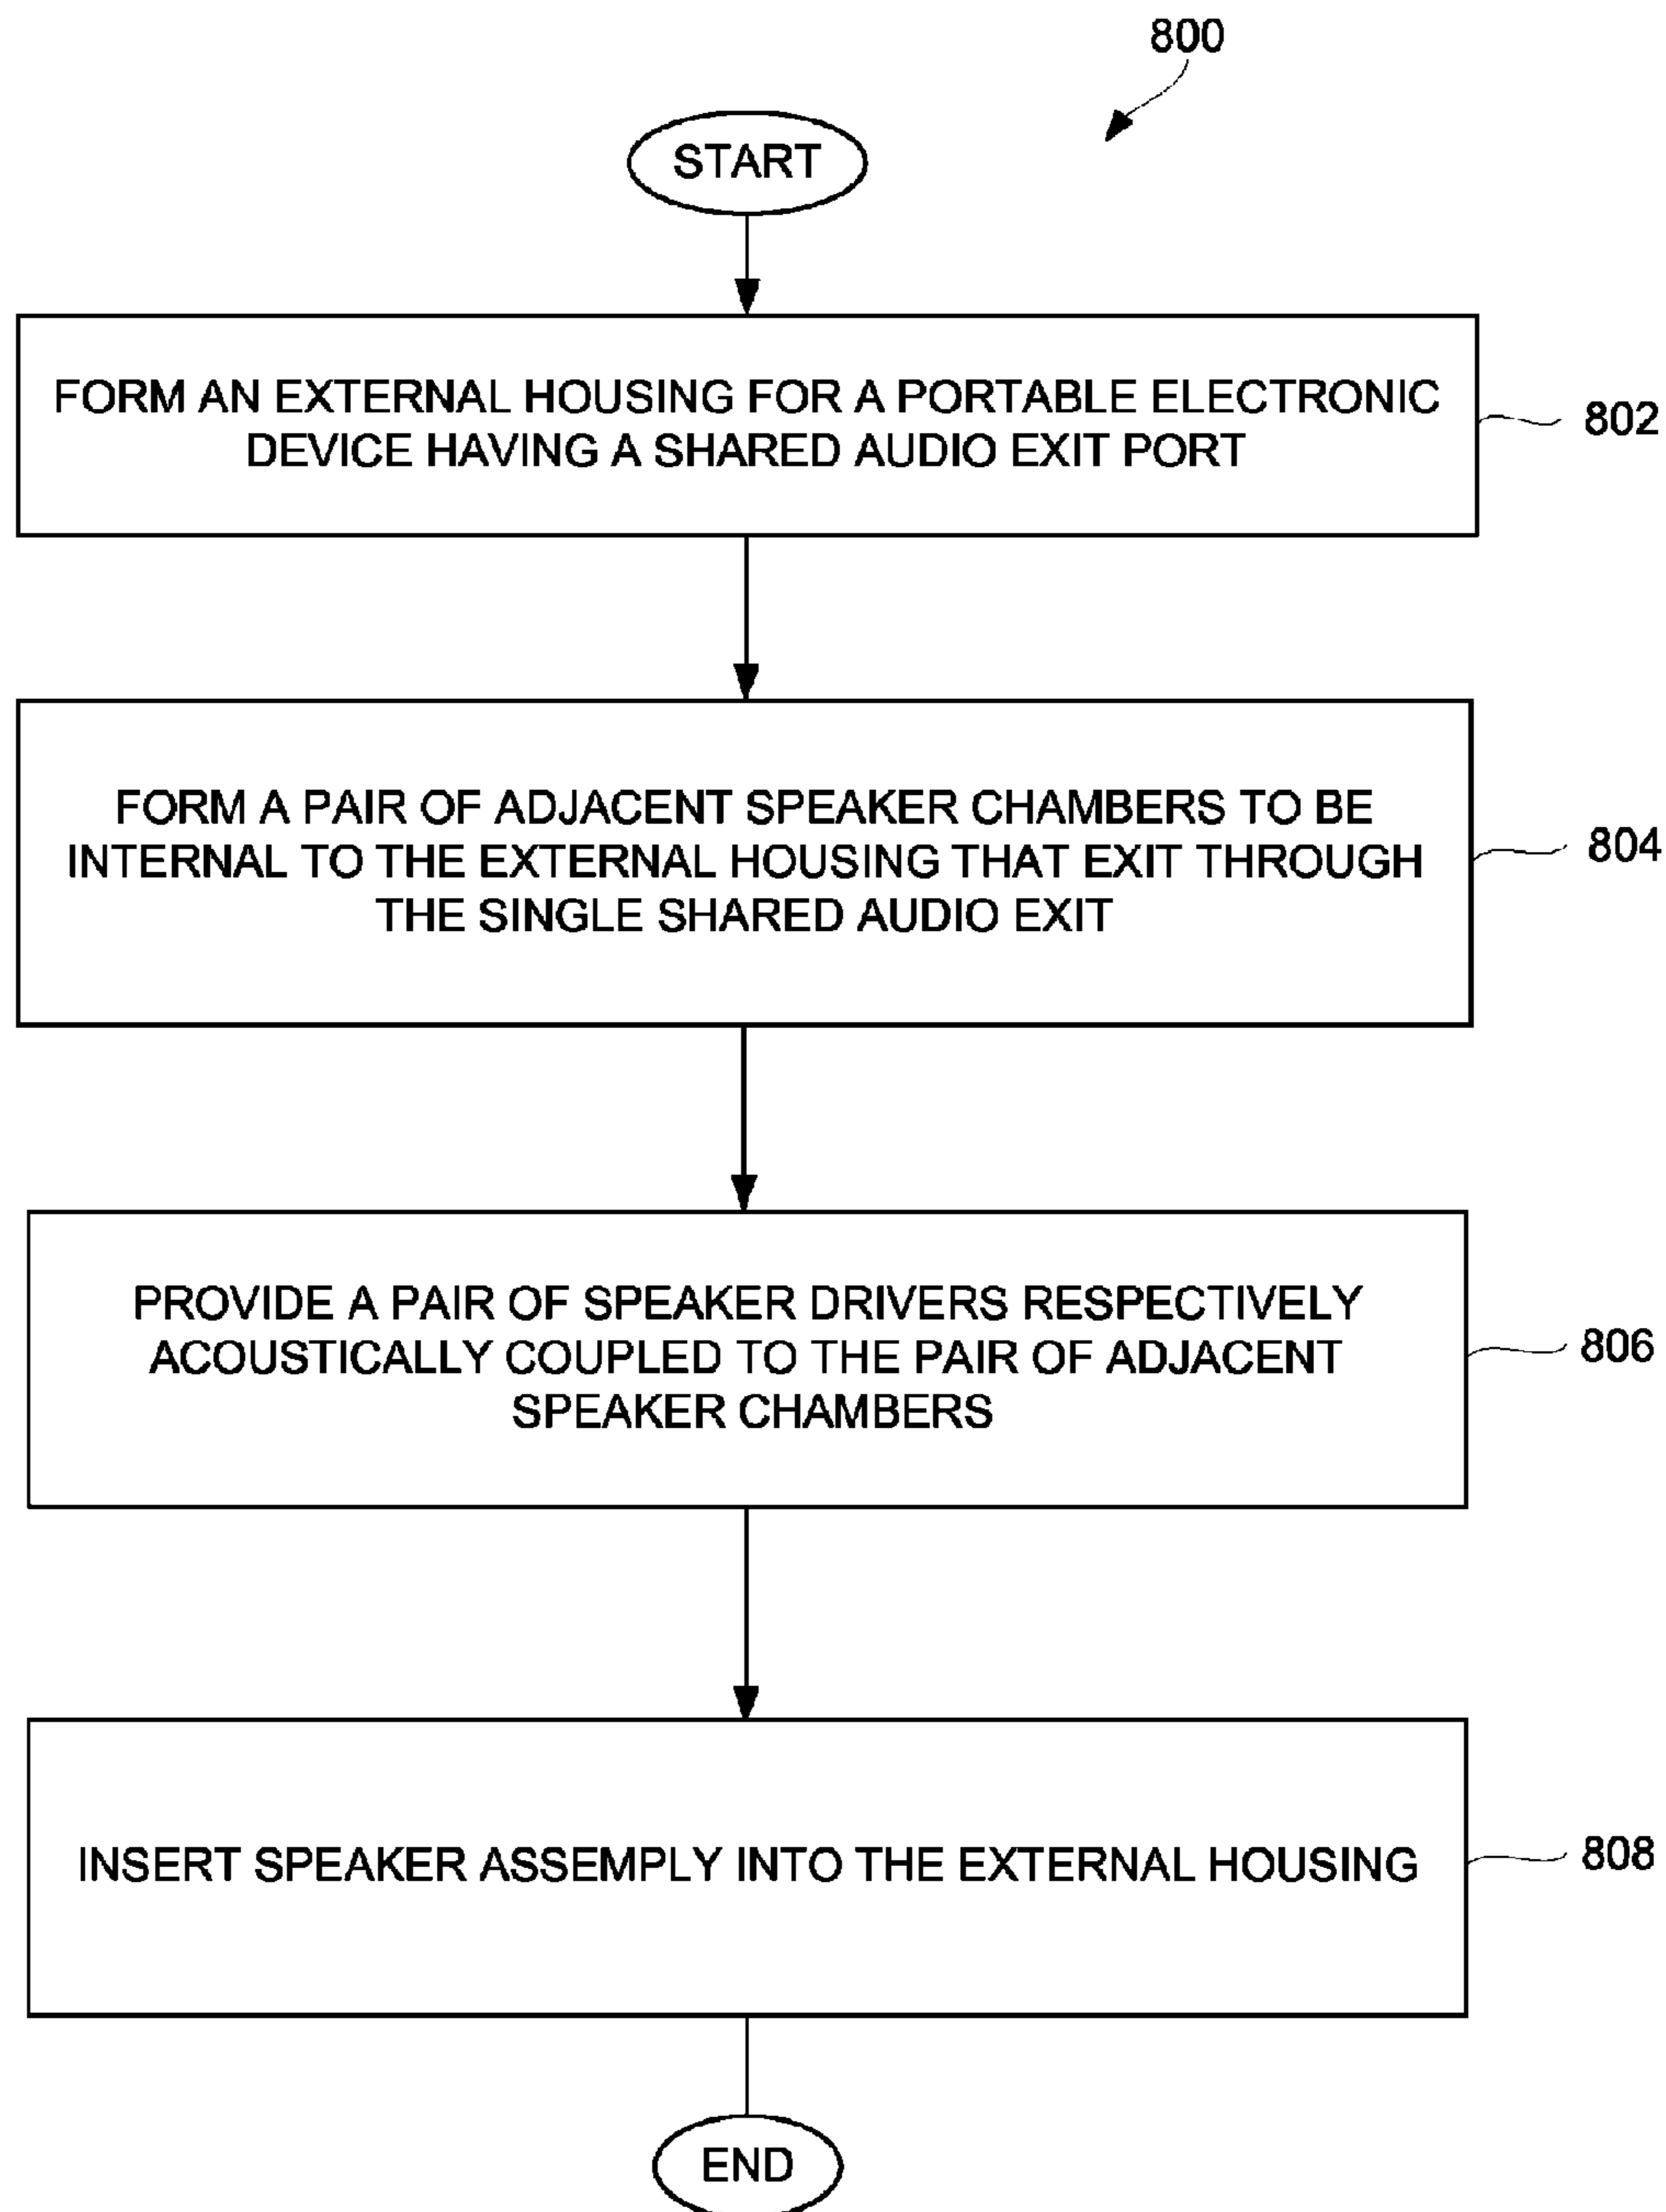 800
START
FORM AN EXTERNAL HOUSING FOR A PORTABLE ELECTRONIC
DEVICE HAVING A SHARED AUDIO EXIT PORT
802
FORM A PAIR OF ADJACENT SPEAKER CHAMBERS TO BE
INTERNAL TO THE EXTERNAL HOUSING THAT EXIT THROUGH
THE SINGLE SHARED AUDIO EXIT
804
PROVIDE A PAIR OF SPEAKER DRIVERS RESPECTIVELY
ACOUSTICALLY COUPLED TO THE PAIR OF ADJACENT
SPEAKER CHAMBERS
806
INSERT SPEAKER ASSEMPLY INTO THE EXTERNAL HOUSING
808
END